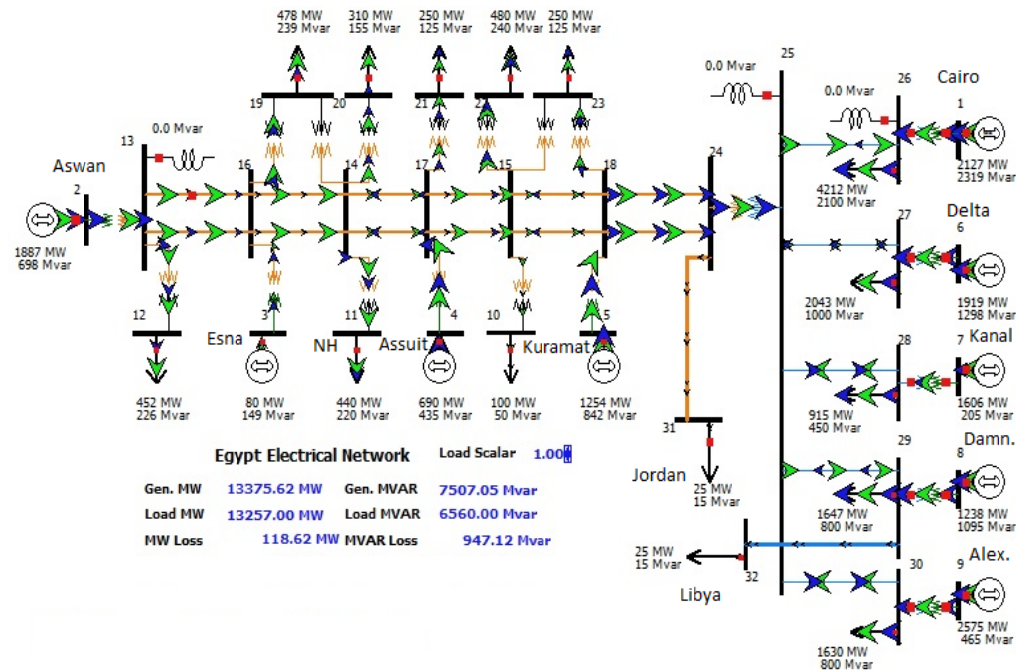 478 MW
239 Mvar
310 MW
155 Mvar
250 MW
125 Mvar
480 MW
240 Mvar
250 MW
125 Mvar
25
0.0 Mvar
26
Cairo
0.0 Mvar
1
19
20
21
22
23
13
0.0 Mvar
2127 MW
2319 Mvar
Aswan
2
16
14
17
15
18
24
4212 MW
2100 Mvar
27
Delta
6
1887 MW
698 Mvar
2043 MW
1000 Mvar
1919 MW
1298 Mvar
12
Esna
3
NH
11
Assuit
4
10
Kuramat
5
28
Kanal
7
452 MW
226 Mvar
80 MW
149 Mvar
440 MW
220 Mvar
690 MW
435 Mvar
100 MW
50 Mvar
1254 MW
842 Mvar
915 MW
450 Mvar
1606 MW
205 Mvar
31
29
Damn.
8
Egypt Electrical Network
Load Scalar
1.00
Jordan
25 MW
15 Mvar
Gen. MW
13375.62 MW
Gen. MVAR
7507.05 Mvar
Load MW
13257.00 MW
Load MVAR
6560.00 Mvar
MW Loss
118.62 MW
MVAR Loss
947.12 Mvar
1647 MW
800 Mvar
1238 MW
1095 Mvar
25 MW
15 Mvar
32
Libya
30
Alex.
9
2575 MW
465 Mvar
1630 MW
800 Mvar